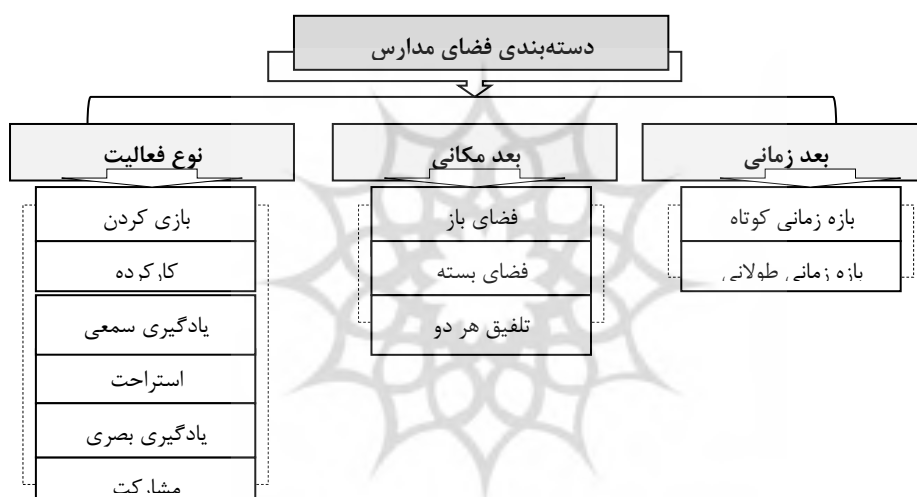 دسته‌بندی فضای مدارس
بعد زمانی
بازه زمانی کوتاه
بازه زمانی طولانی
بعد مکانی
فضای باز
فضای بسته
تلفیق هر دو
نوع فعالیت
بازی کردن
کارکرده
یادگیری سمعی
استراحت
یادگیری بصری
مشارکت